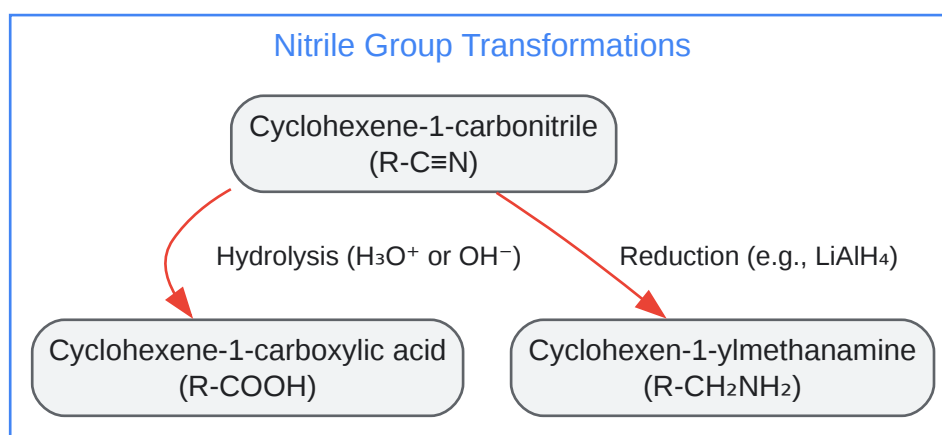 Nitrile Group Transformations
Cyclohexene-1-carbonitrile
(R-C≡N)
Hydrolysis (H₃O⁺ or OH⁻)
Reduction (e.g., LiAlH₄)
Cyclohexene-1-carboxylic acid
(R-COOH)
Cyclohexen-1-ylmethanamine
(R-CH₂NH₂)